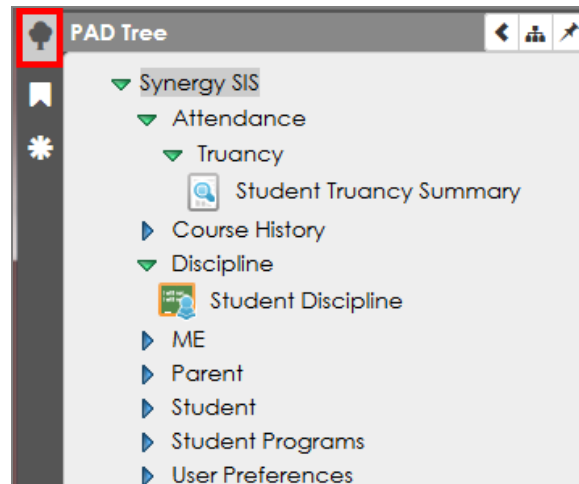 PAD Tree
Synergy SIS
Attendance
Truancy
Student Truancy Summary
Course History
Discipline
Student Discipline
ME
Parent
Student
Student Programs
User Preferences